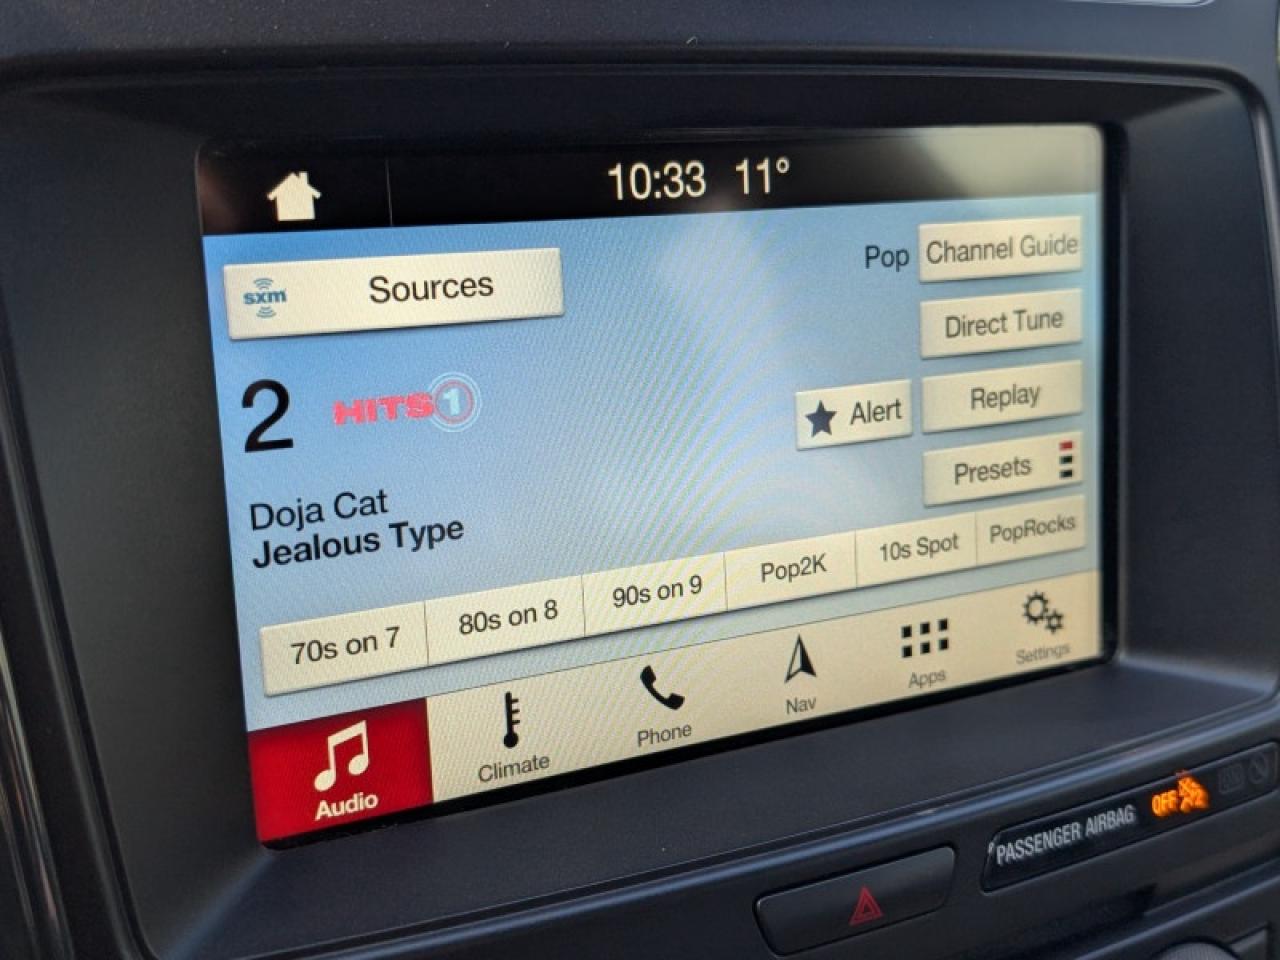 10:33 11°
sxm Sources
Pop Channel Guide
Direct Tune
2 HITS 1
Alert Replay
Presets
Doja Cat
Jealous Type
70s on 7 80s on 8 90s on 9 Pop2K 10s Spot PopRocks
Audio Climate Phone Nav Apps Settings
PASSENGER AIRBAG OFF